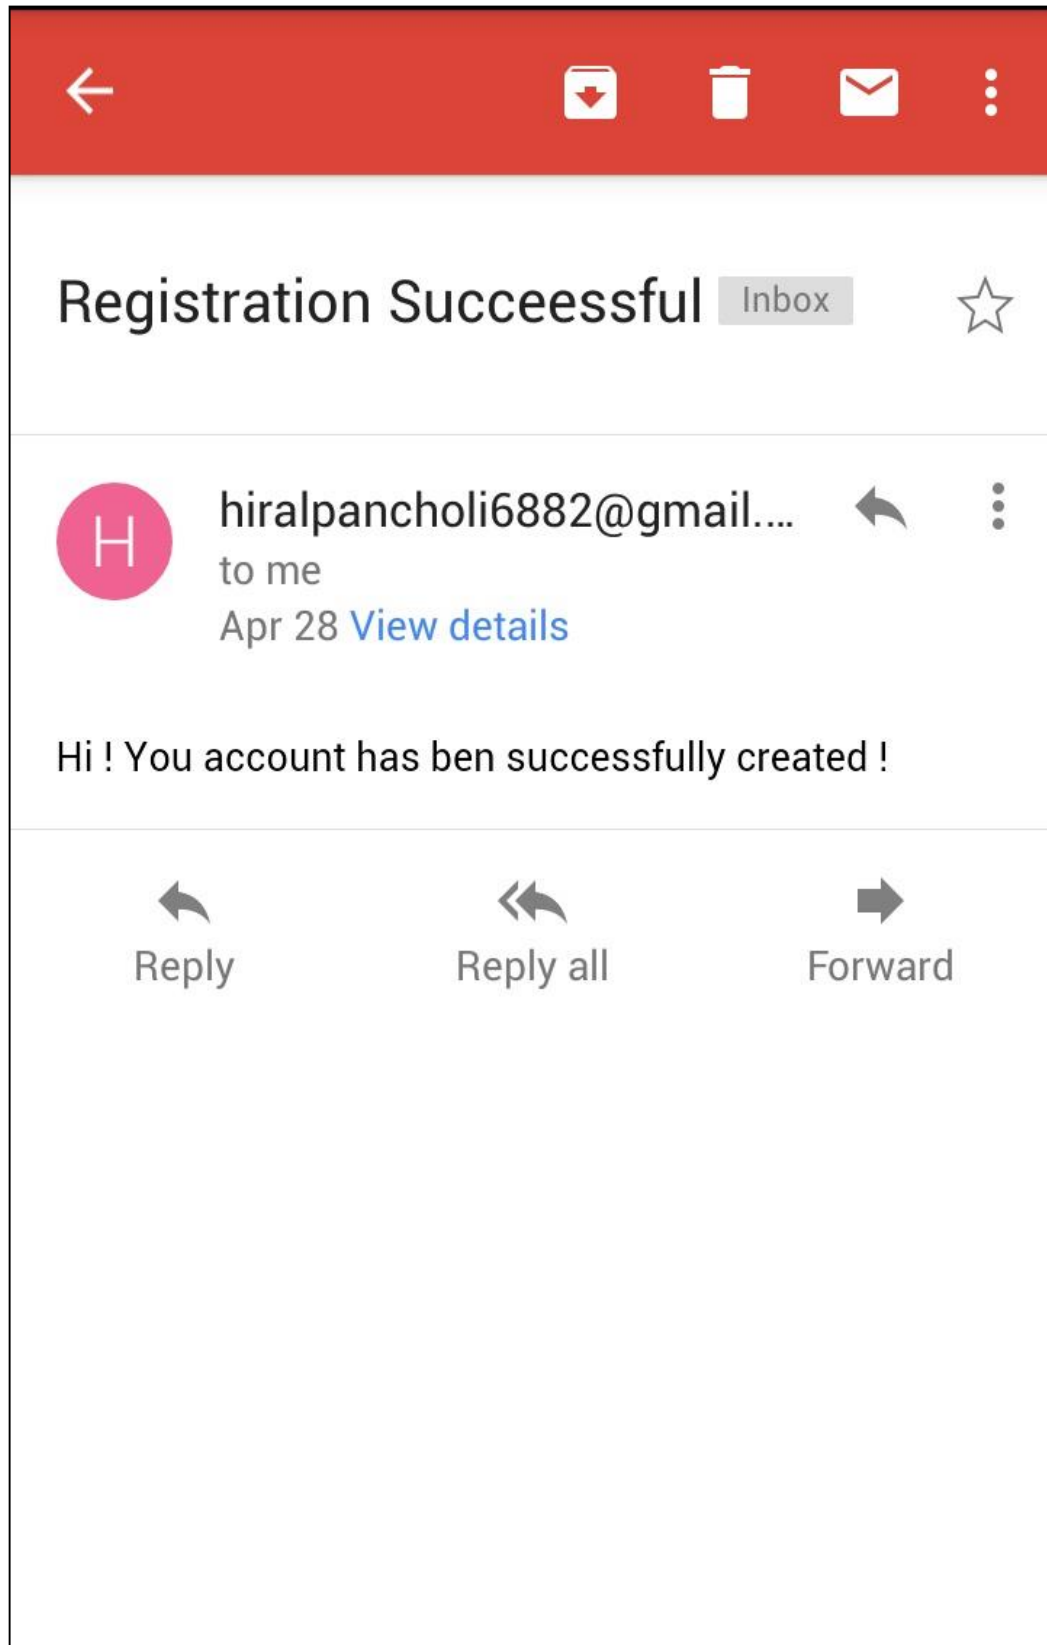 Registration Succeessful Inbox
H
hiralpancholi6882@gmail....
to me
Apr 28 View details
Hi ! You account has ben successfully created !
Reply Reply all Forward